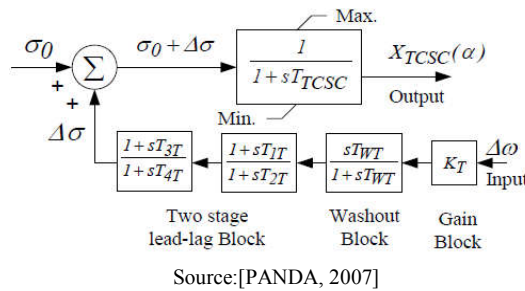 Max.
σ0
+
+
Σ
σ0 + Δσ
1
1 + sTTCSC
XTCSC(α)
Output
Min.
Δσ
1 + sT3T
1 + sT4T
1 + sT1T
1 + sT2T
sTWT
1 + sTWT
KT
Δω
Input
Two stage
lead-lag Block
Washout
Block
Gain
Block
Source:[PANDA, 2007]